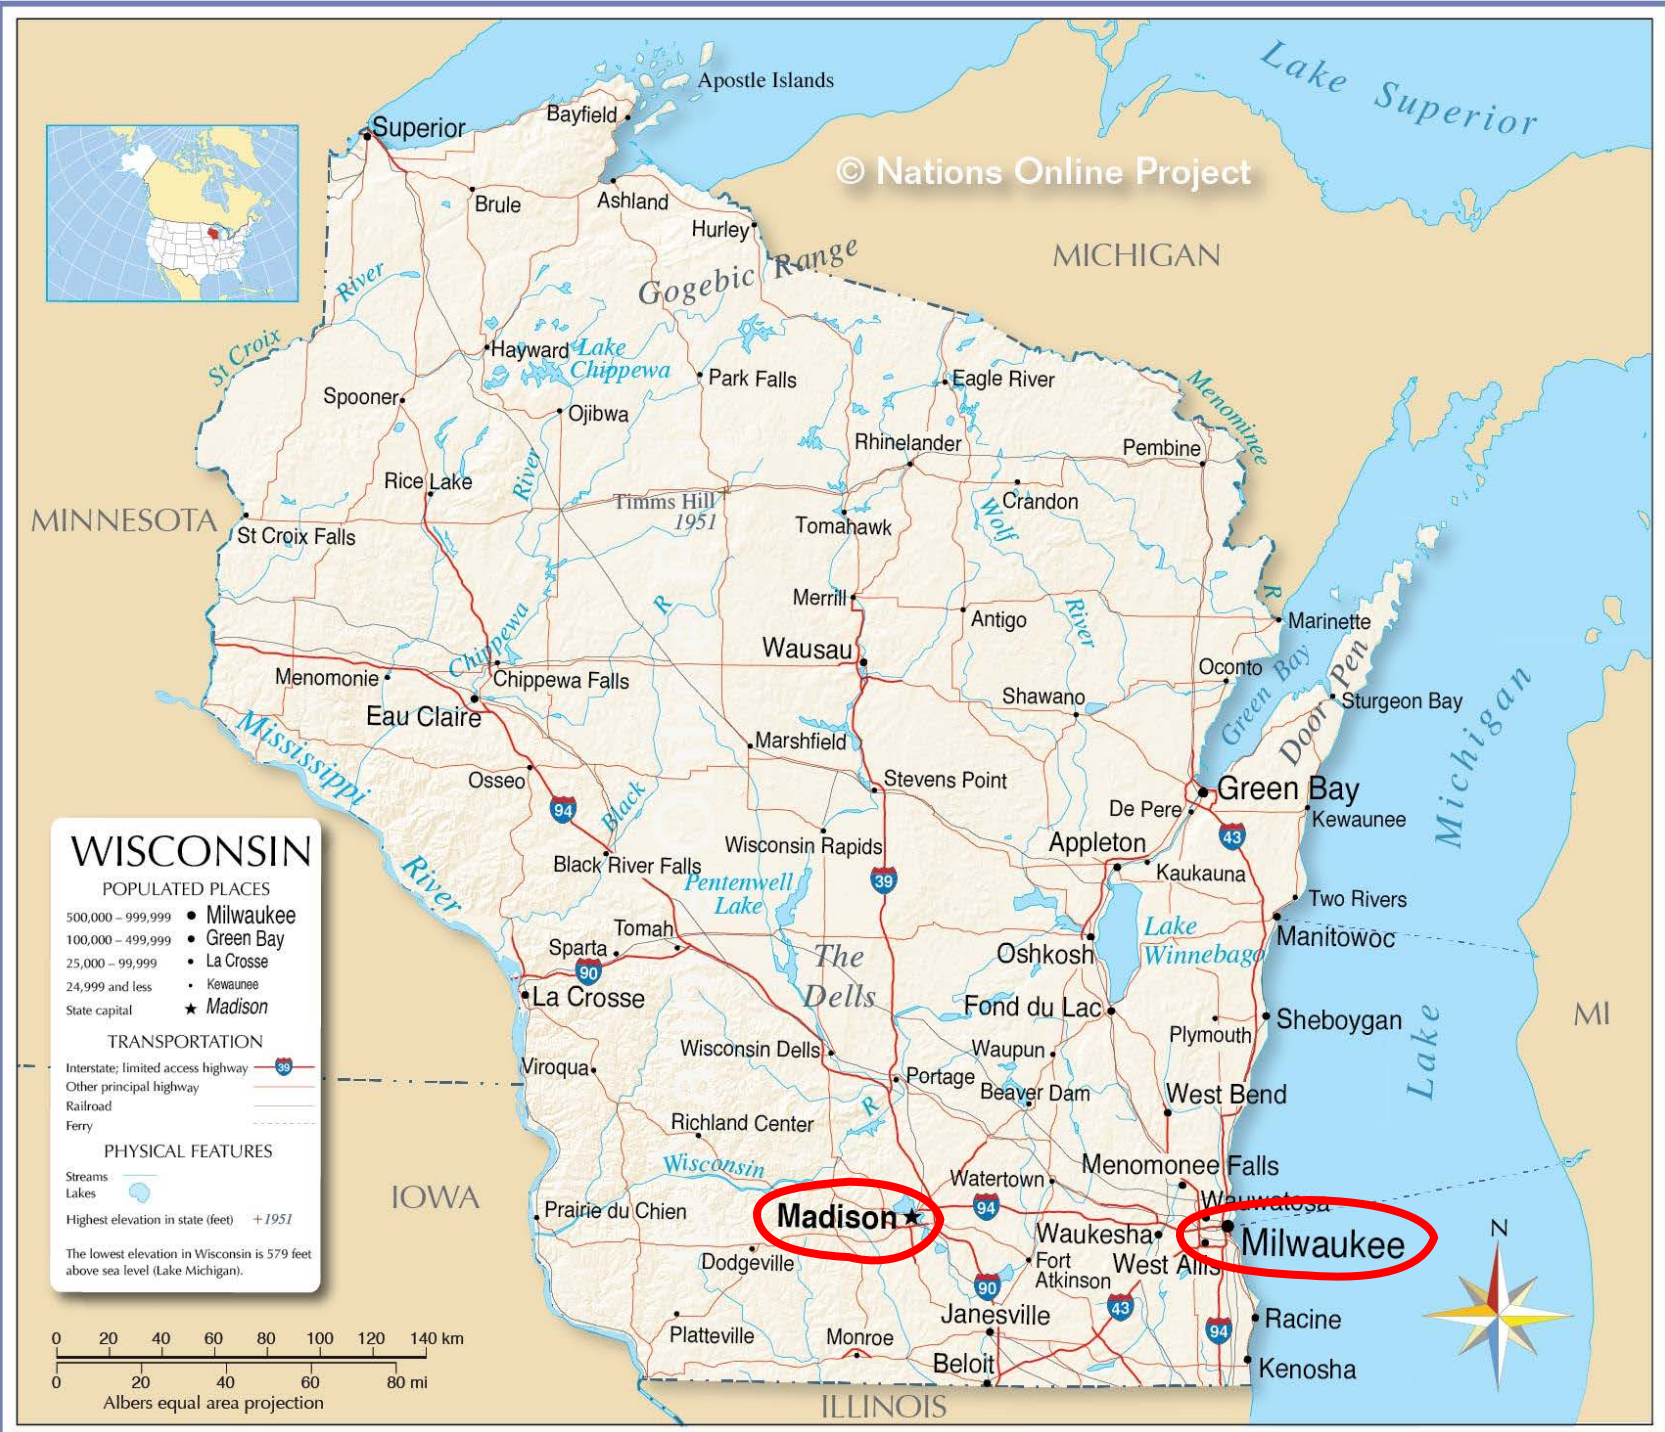 Lake Superior
Apostle Islands
Bayfield
Superior
© Nations Online Project
Brule
Ashland
Hurley
MICHIGAN
Gogebic Range
River
St Croix
Hayward
Lake
Chippewa
Park Falls
Eagle River
Menominee
Spooner
Ojibwa
Rhinelander
Pembine
Rice Lake
River
Timms Hill
1951
Crandon
Wolf
MINNESOTA
St Croix Falls
Tomahawk
R
Merrill
Antigo
River
Marinette
R
Wausau
Chippewa
Menomonie
Chippewa Falls
Oconto
Green Bay
Door Pen
Shawano
Sturgeon Bay
Eau Claire
Mississippi
River
Marshfield
Michigan
Lake
Osseo
Stevens Point
Green Bay
94
Black
De Pere
Kewaunee
43
Wisconsin Rapids
Appleton
Black River Falls
Kaukauna
39
Pentenwell
Lake
Two Rivers
Tomah
Lake
Winnebago
Manitowoc
Sparta
The
Dells
Oshkosh
90
La Crosse
Fond du Lac
MI
Sheboygan
Plymouth
Wisconsin Dells
Waupun
Viroqua
Portage
Beaver Dam
West Bend
R
Richland Center
Wisconsin
Menomonee Falls
Watertown
IOWA
Prairie du Chien
Madison
94
Wauwatosa
Waukesha
Milwaukee
N
Dodgeville
Fort
Atkinson
West Allis
90
43
Janesville
Racine
94
Platteville
Monroe
Beloit
Kenosha
ILLINOIS
WISCONSIN
POPULATED PLACES
500,000 – 999,999 Milwaukee
100,000 – 499,999 Green Bay
25,000 – 99,999 La Crosse
24,999 and less Kewaunee
State capital Madison
TRANSPORTATION
Interstate; limited access highway 39
Other principal highway
Railroad
Ferry
PHYSICAL FEATURES
Streams
Lakes
Highest elevation in state (feet) +1951
The lowest elevation in Wisconsin is 579 feet
above sea level (Lake Michigan).
0 20 40 60 80 100 120 140 km
0 20 40 60 80 mi
Albers equal area projection